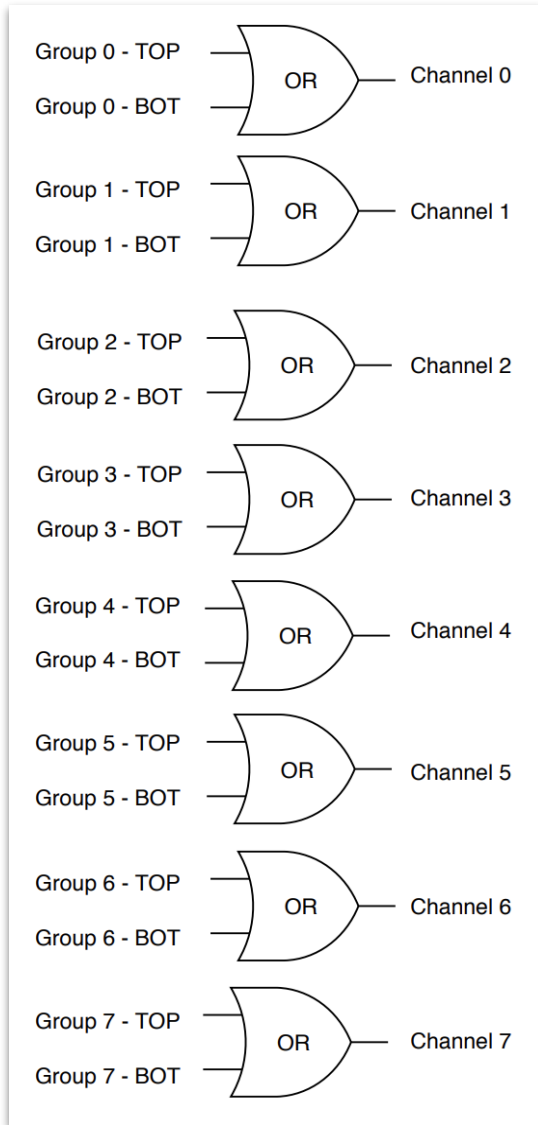 Group 0 - TOP
OR
Channel 0
Group 0 - BOT
Group 1 - TOP
OR
Channel 1
Group 1 - BOT
Group 2 - TOP
OR
Channel 2
Group 2 - BOT
Group 3 - TOP
OR
Channel 3
Group 3 - BOT
Group 4 - TOP
OR
Channel 4
Group 4 - BOT
Group 5 - TOP
OR
Channel 5
Group 5 - BOT
Group 6 - TOP
OR
Channel 6
Group 6 - BOT
Group 7 - TOP
OR
Channel 7
Group 7 - BOT